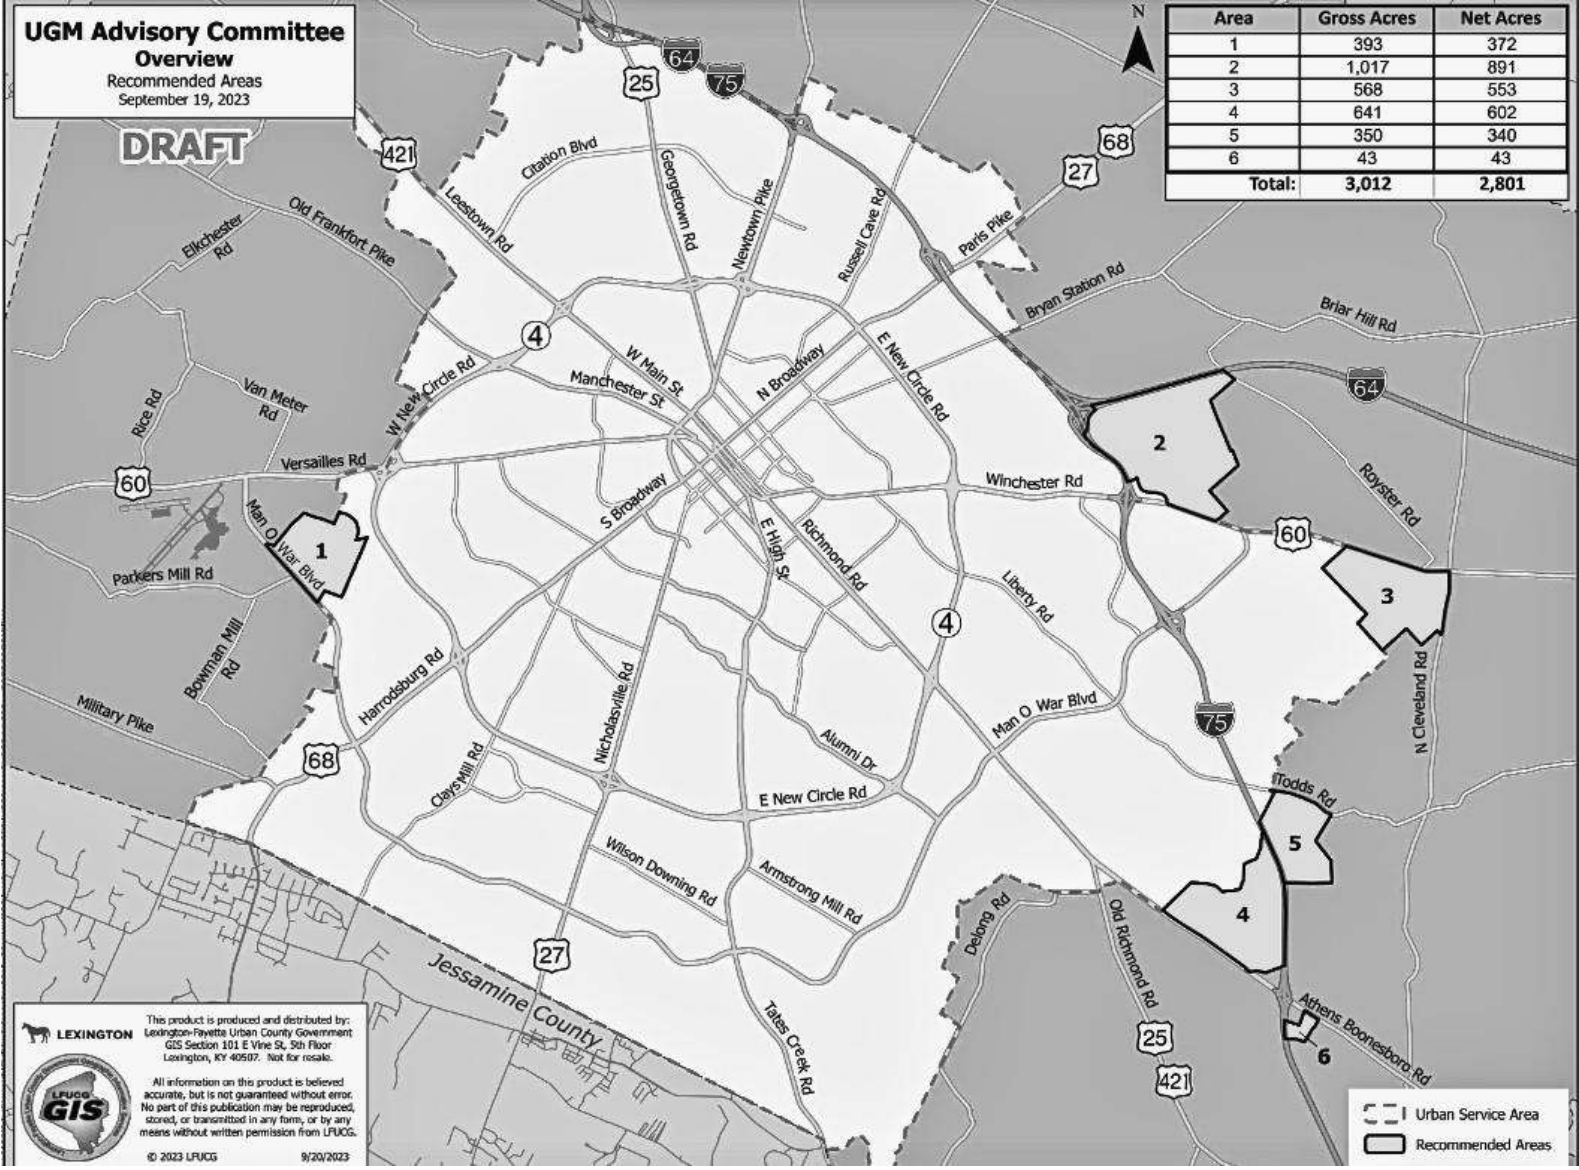 UGM Advisory Committee
Overview
Recommended Areas
September 19, 2023
DRAFT
N
Area Gross Acres Net Acres
1 393 372
2 1,017 891
3 568 553
4 641 602
5 350 340
6 43 43
Total: 3,012 2,801
64
75
25
421
68
27
Citation Blvd
Georgetown Rd
Newtown Pike
Russell Cave Rd
Paris Pike
Leestown Rd
Old Frankfort Pike
Elkchester
Rd
Bryan Station Rd
Briar Hill Rd
4
W New Circle Rd
W Main St
Manchester St
N Broadway
E New Circle Rd
64
Rice Rd
Van Meter
Rd
Versailles Rd
60
2
Winchester Rd
Royster Rd
S Broadway
E High St
Richmond Rd
60
Man O War Blvd
1
Parkers Mill Rd
3
Liberty Rd
4
Bowman Mill
Rd
Harrodsburg Rd
Nicholasville Rd
N Cleveland Rd
Military Pike
68
Man O War Blvd
75
Alumni Dr
Clays Mill Rd
E New Circle Rd
Todds Rd
5
Wilson Downing Rd
Armstrong Mill Rd
4
Delong Rd
Old Richmond Rd
27
Jessamine County
Tates Creek Rd
Athens Boonesboro Rd
25
421
6
LEXINGTON
This product is produced and distributed by:
Lexington-Fayette Urban County Government
GIS Section 101 E Vine St, 5th Floor
Lexington, KY 40507. Not for resale.
LFUCG
GIS
All information on this product is believed
accurate, but is not guaranteed without error.
No part of this publication may be reproduced,
stored, or transmitted in any form, or by any
means without written permission from LFUCG.
© 2023 LFUCG 9/20/2023
Urban Service Area
Recommended Areas